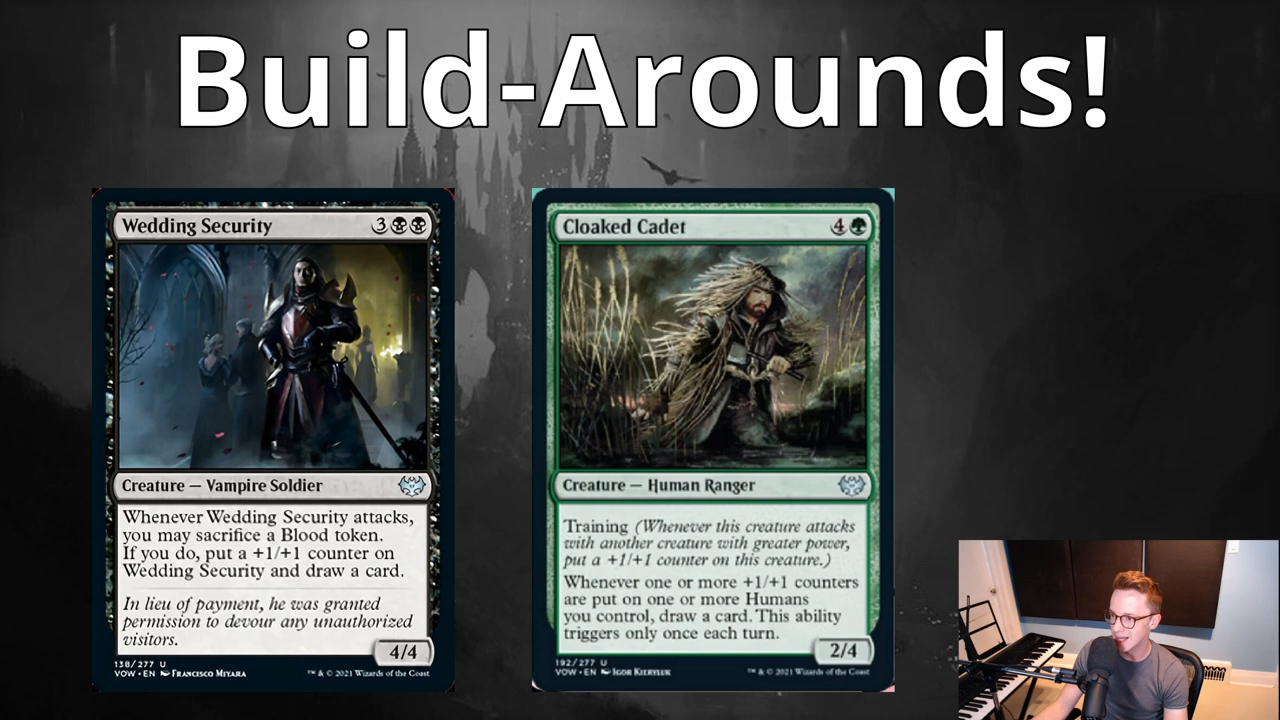 Build-Arounds!
Wedding Security 3
Creature — Vampire Soldier
Whenever Wedding Security attacks,
you may sacrifice a Blood token.
If you do, put a +1/+1 counter on
Wedding Security and draw a card.
In lieu of payment, he was granted
permission to devour any unauthorized
visitors.
4/4
138/277 U
VOW • EN Francisco Miyara ™ & © 2021 Wizards of the Coast
Cloaked Cadet 4
Creature — Human Ranger
Training (Whenever this creature attacks
with another creature with greater power,
put a +1/+1 counter on this creature.)
Whenever one or more +1/+1 counters
are put on one or more Humans
you control, draw a card. This ability
triggers only once each turn.
2/4
192/277 U
VOW • EN Igor Kieryluk ™ & © 2021 Wizards of the Coast